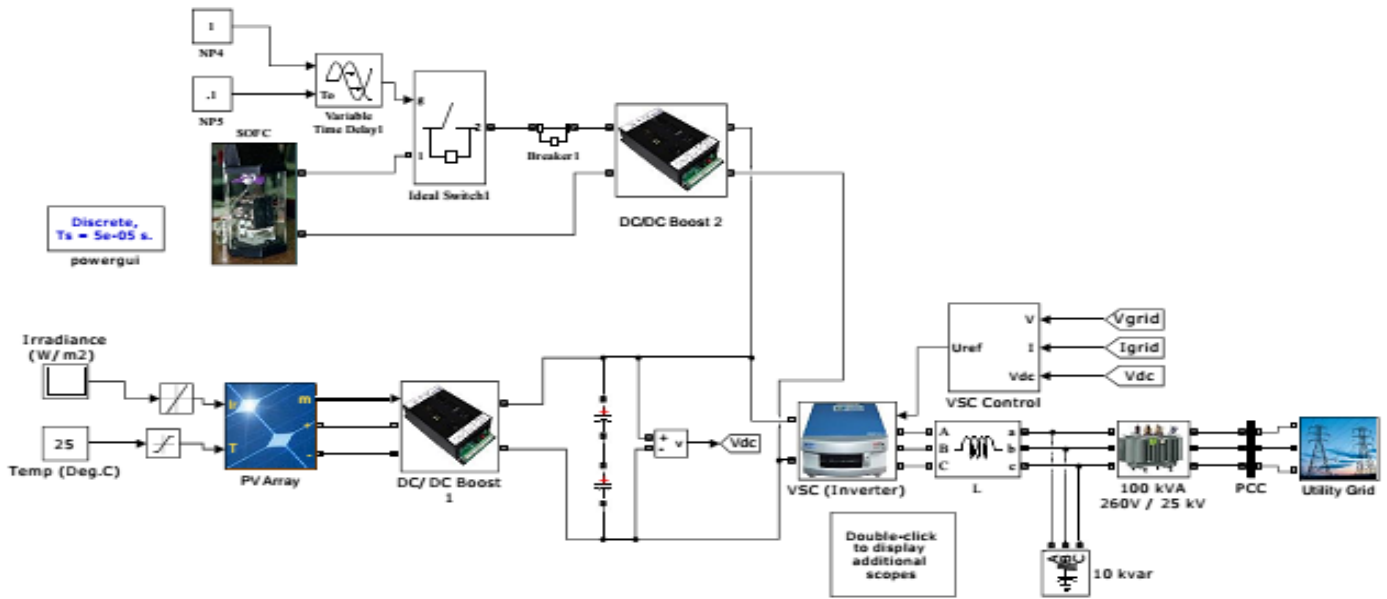 1
NP4
.1
NP5
To
Variable
Time Delay1
SOFC
g
1
2
Ideal Switch1
Breaker1
DC/DC Boost 2
Discrete,
Ts = 5e-05 s.
powergui
Irradiance
(W/ m2)
25
Temp (Deg.C)
Ir
T
m
+
-
PV Array
DC/ DC Boost
1
+
-
v
Vdc
Uref
V
I
Vdc
VSC Control
Vgrid
Igrid
Vdc
VSC (Inverter)
A
B
C
a
b
c
L
100 kVA
260V / 25 kV
PCC
Utility Grid
Double-click
to display
additional
scopes
10 kvar